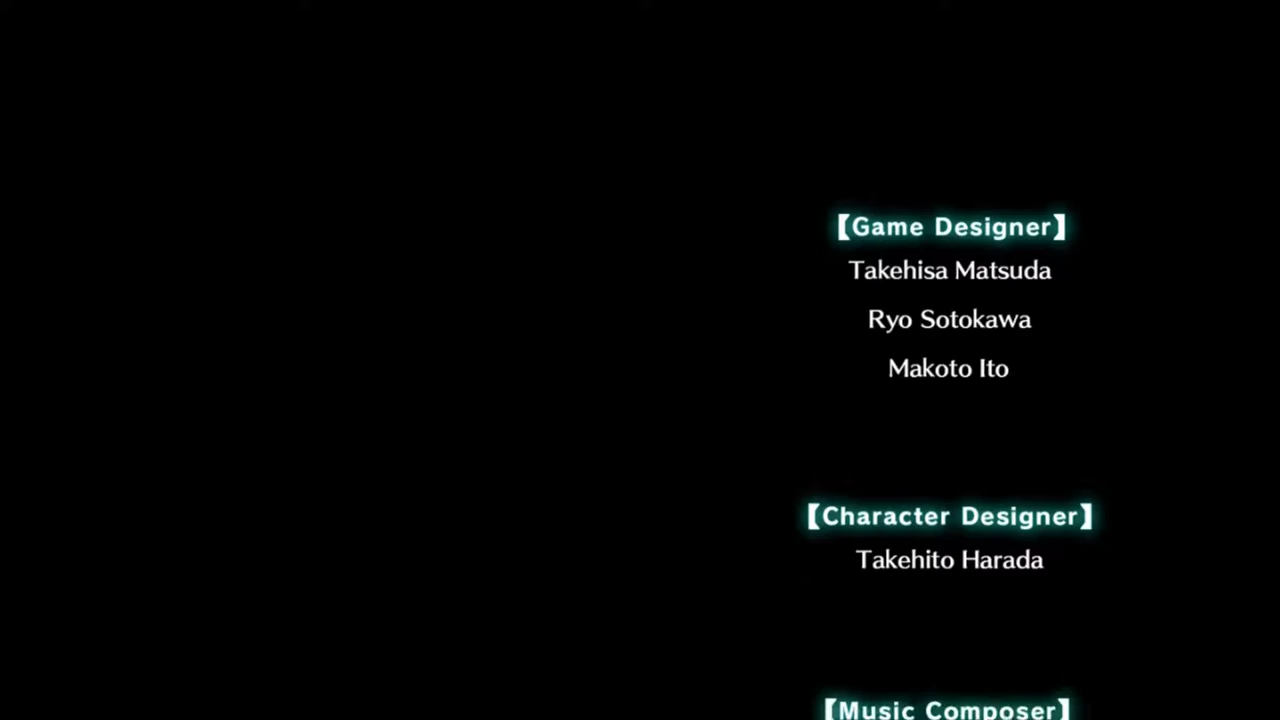 【Game Designer】
Takehisa Matsuda
Ryo Sotokawa
Makoto Ito
【Character Designer】
Takehito Harada
【Music Composer】